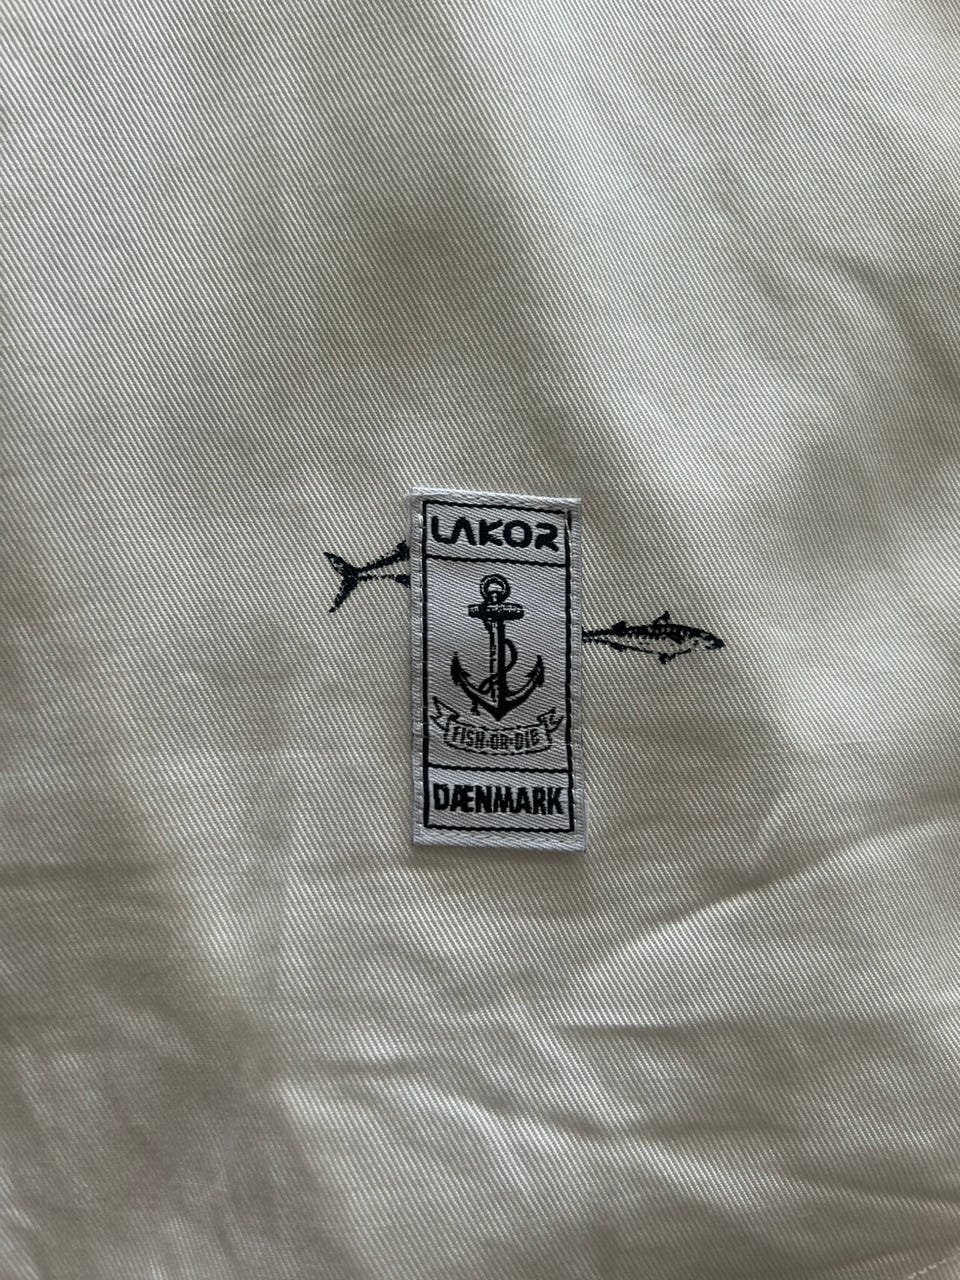 LAKOR
FISH OR DIE
DÆNMARK